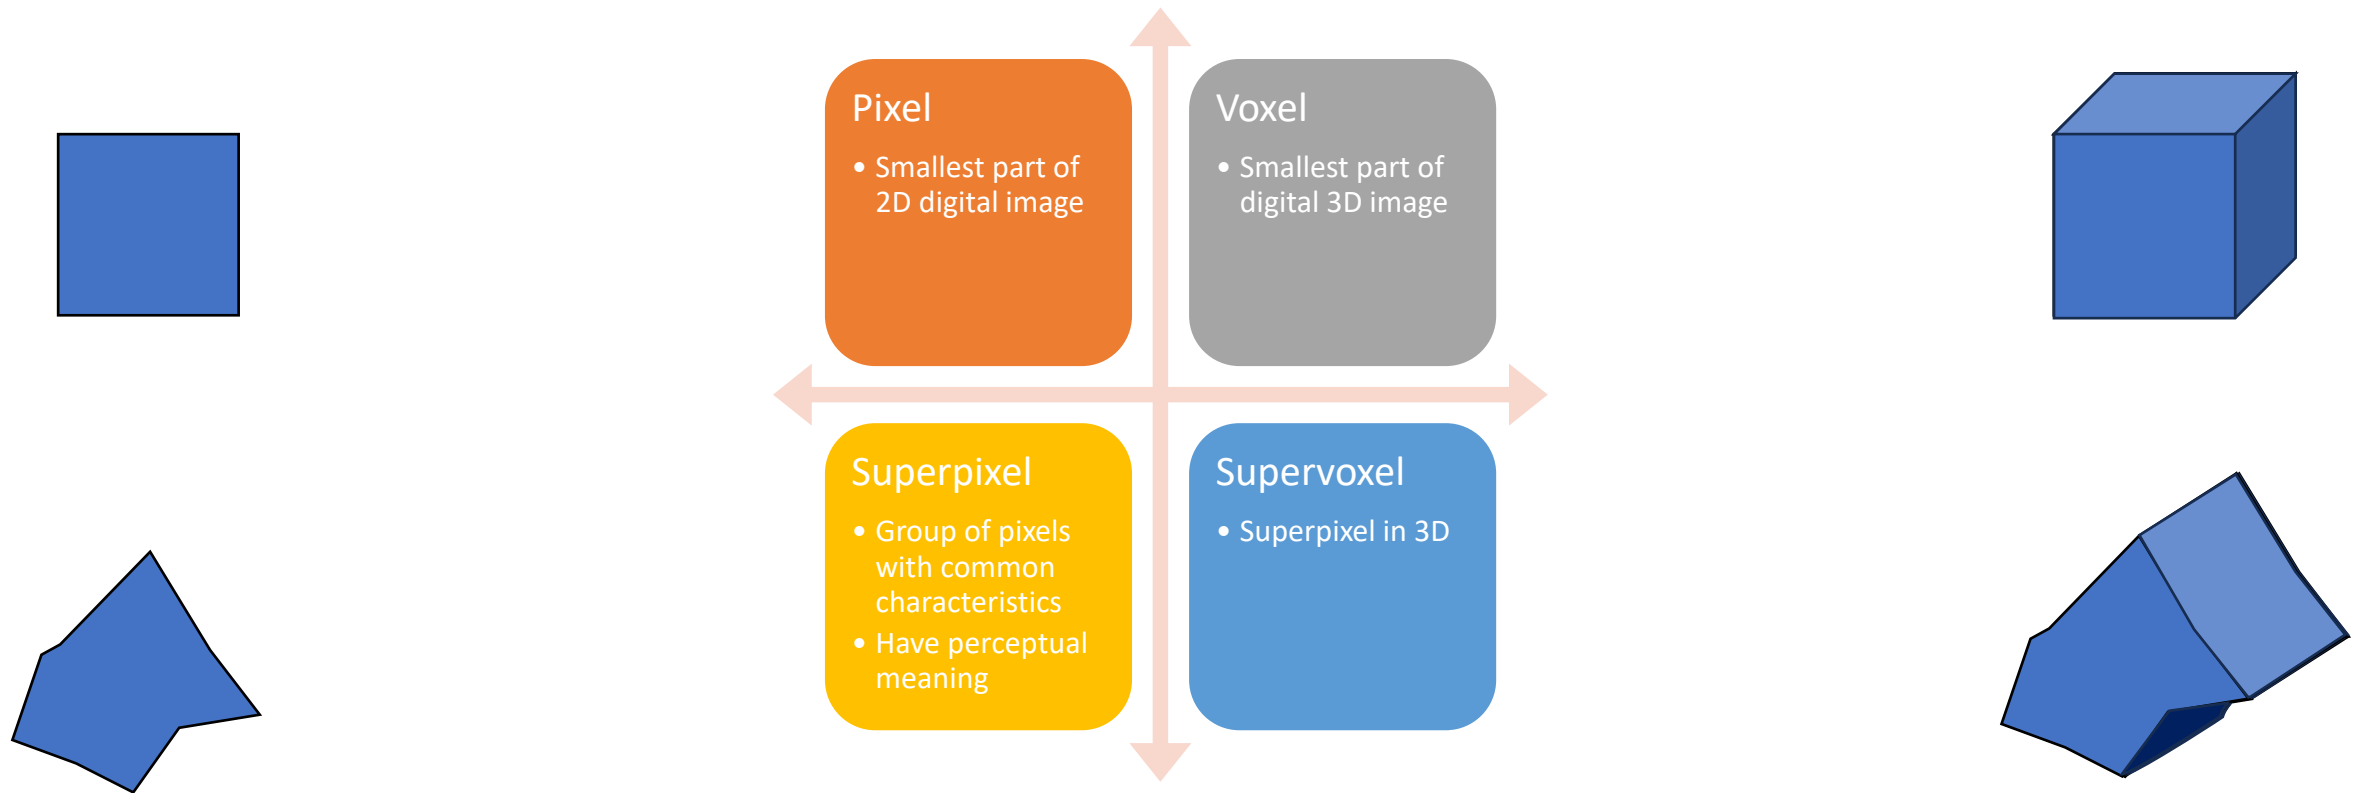 Pixel
• Smallest part of
2D digital image
Voxel
• Smallest part of
digital 3D image
Superpixel
• Group of pixels
with common
characteristics
• Have perceptual
meaning
Supervoxel
• Superpixel in 3D